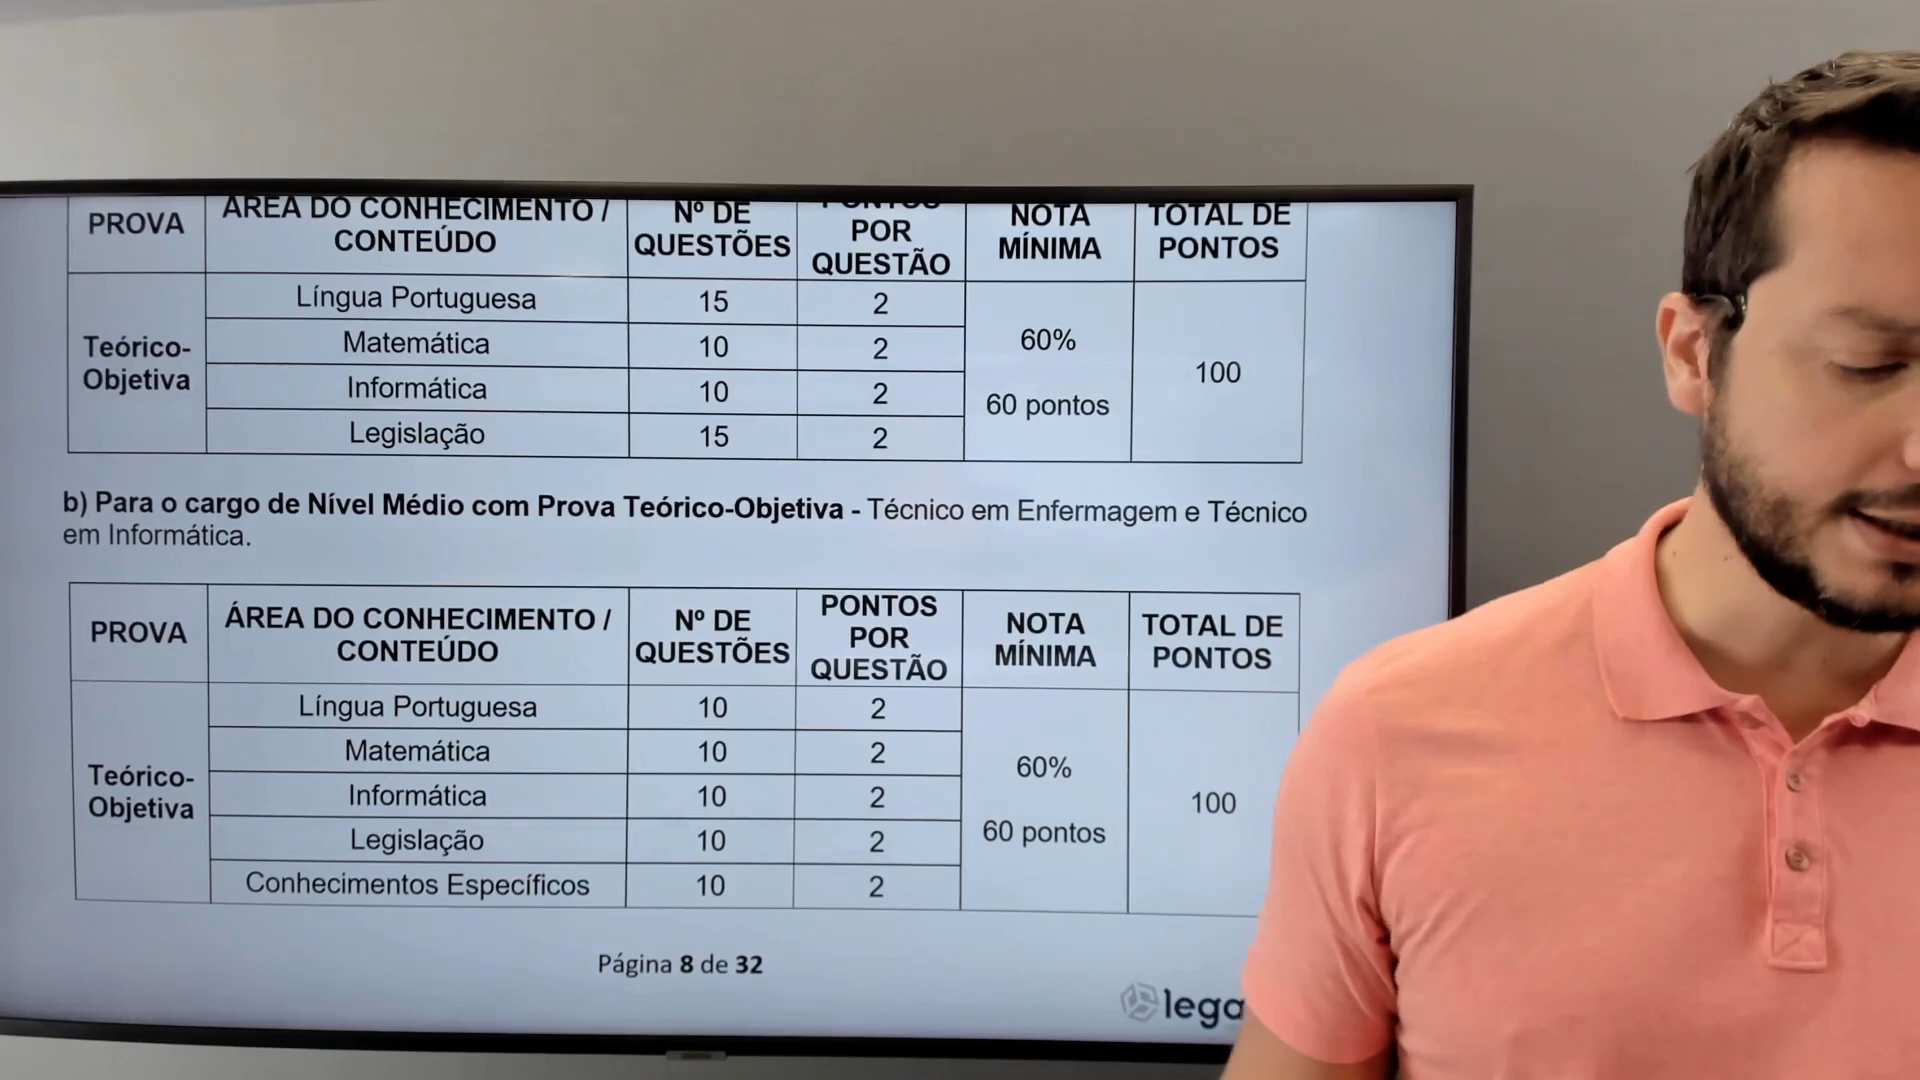 PROVA
ÁREA DO CONHECIMENTO /
CONTEÚDO
Nº DE
QUESTÕES
PONTOS
POR
QUESTÃO
NOTA
MÍNIMA
TOTAL DE
PONTOS
Teórico-
Objetiva
Língua Portuguesa 15 2
Matemática 10 2
Informática 10 2
Legislação 15 2
60%
60 pontos
100
b) Para o cargo de Nível Médio com Prova Teórico-Objetiva - Técnico em Enfermagem e Técnico
em Informática.
PROVA
ÁREA DO CONHECIMENTO /
CONTEÚDO
Nº DE
QUESTÕES
PONTOS
POR
QUESTÃO
NOTA
MÍNIMA
TOTAL DE
PONTOS
Teórico-
Objetiva
Língua Portuguesa 10 2
Matemática 10 2
Informática 10 2
Legislação 10 2
Conhecimentos Específicos 10 2
60%
60 pontos
100
Página 8 de 32
lega